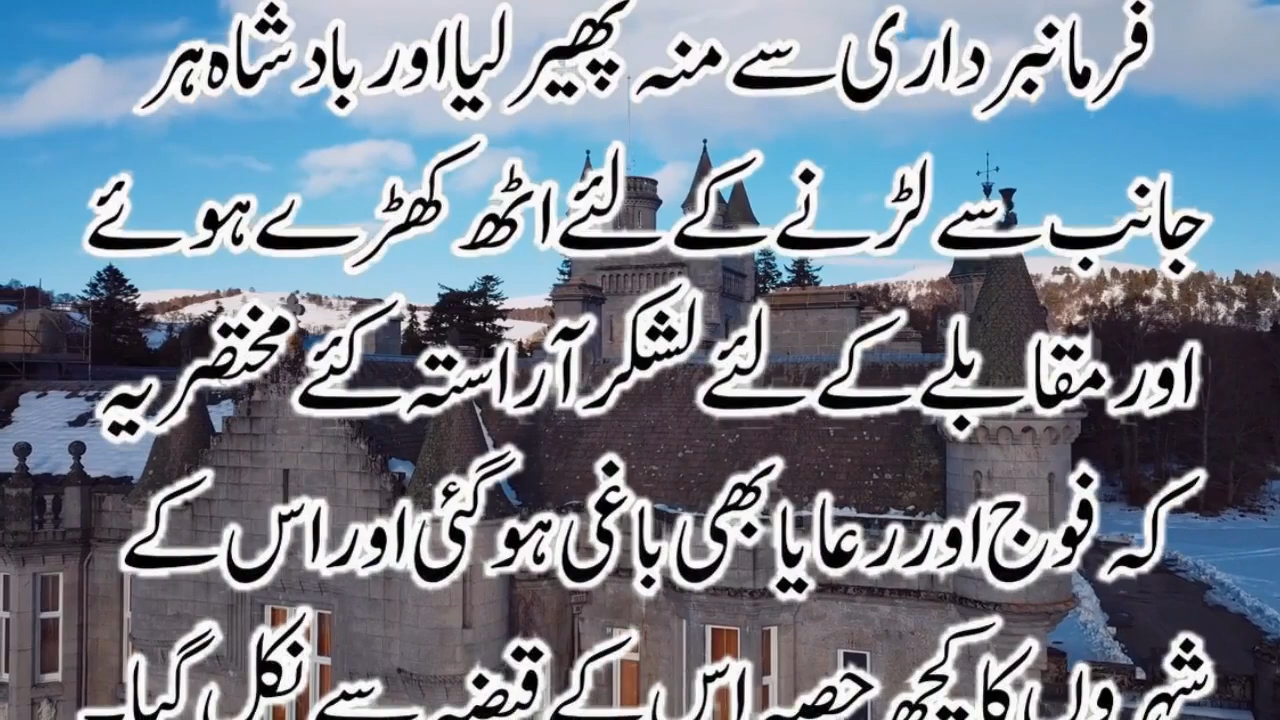 فرمانبرداری سے منہ پھیر لیا اور بادشاہ ہر
جانب سے لڑنے کے لئے اٹھ کھڑے ہوئے
اور مقابلے کے لئے لشکر آراستہ کئے مختصر یہ
کہ فوج اور رعایا بھی باغی ہو گئی اور اس کے
شہروں کا کچھ حصہ اس کے قبضہ سے نکل گیا۔